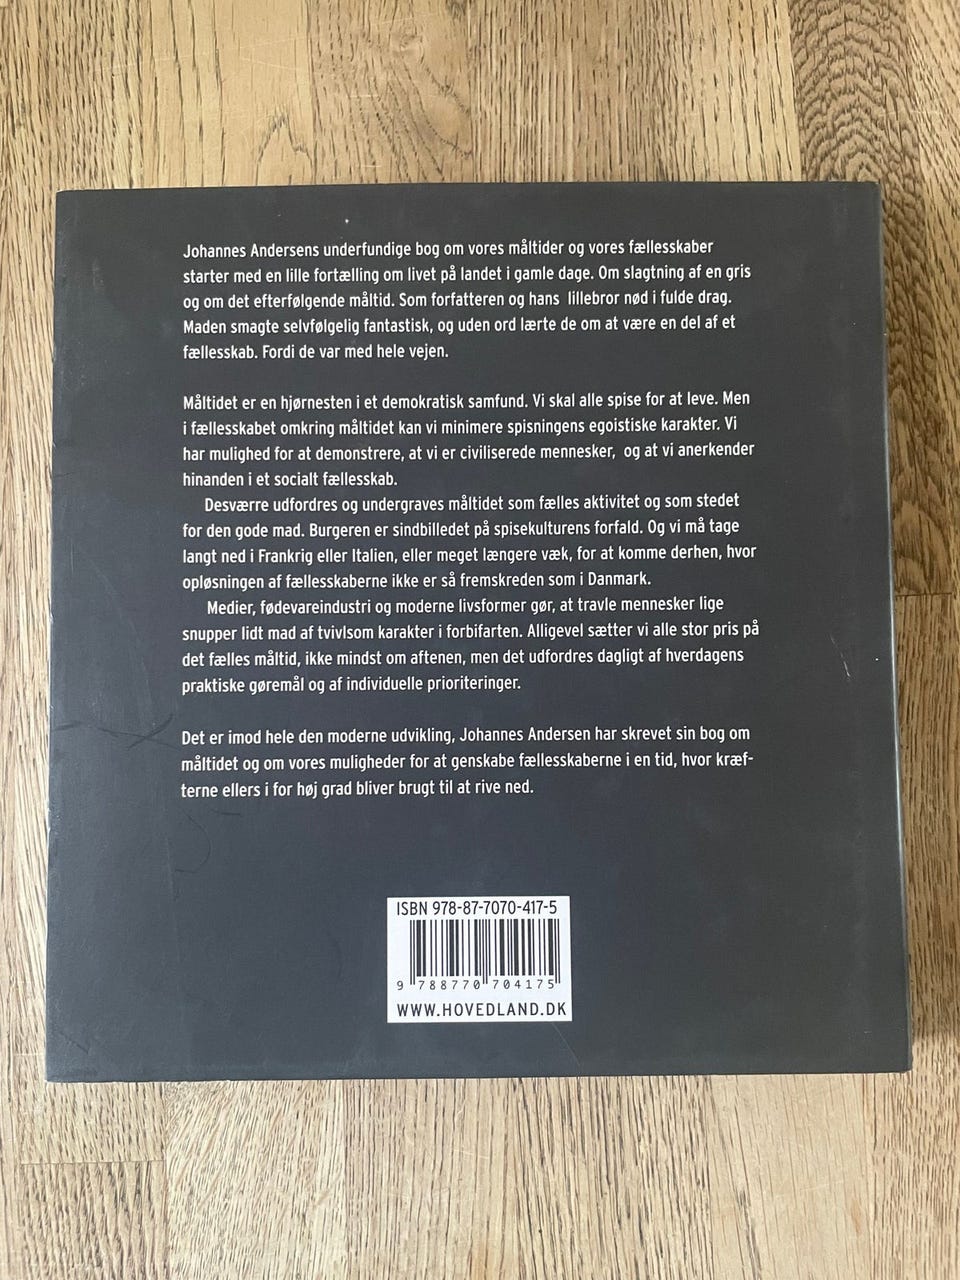 Johannes Andersens underfundige bog om vores måltider og vores fællesskaber
starter med en lille fortælling om livet på landet i gamle dage. Om slagtning af en gris
og om det efterfølgende måltid. Som forfatteren og hans lillebror nød i fulde drag.
Maden smagte selvfølgelig fantastisk, og uden ord lærte de om at være en del af et
fællesskab. Fordi de var med hele vejen.
Måltidet er en hjørnesten i et demokratisk samfund. Vi skal alle spise for at leve. Men
i fællesskabet omkring måltidet kan vi minimere spisningens egoistiske karakter. Vi
har mulighed for at demonstrere, at vi er civiliserede mennesker, og at vi anerkender
hinanden i et socialt fællesskab.
Desværre udfordres og undergraves måltidet som fælles aktivitet og som stedet
for den gode mad. Burgeren er sindbilledet på spisekulturens forfald. Og vi må tage
langt ned i Frankrig eller Italien, eller meget længere væk, for at komme derhen, hvor
opløsningen af fællesskaberne ikke er så fremskreden som i Danmark.
Medier, fødevareindustri og moderne livsformer gør, at travle mennesker lige
snupper lidt mad af tvivlsom karakter i forbifarten. Alligevel sætter vi alle stor pris på
det fælles måltid, ikke mindst om aftenen, men det udfordres dagligt af hverdagens
praktiske gøremål og af individuelle prioriteringer.
Det er imod hele den moderne udvikling, Johannes Andersen har skrevet sin bog om
måltidet og om vores muligheder for at genskabe fællesskaberne i en tid, hvor kræf-
terne ellers i for høj grad bliver brugt til at rive ned.
ISBN 978-87-7070-417-5
9 788770 704175
WWW.HOVEDLAND.DK